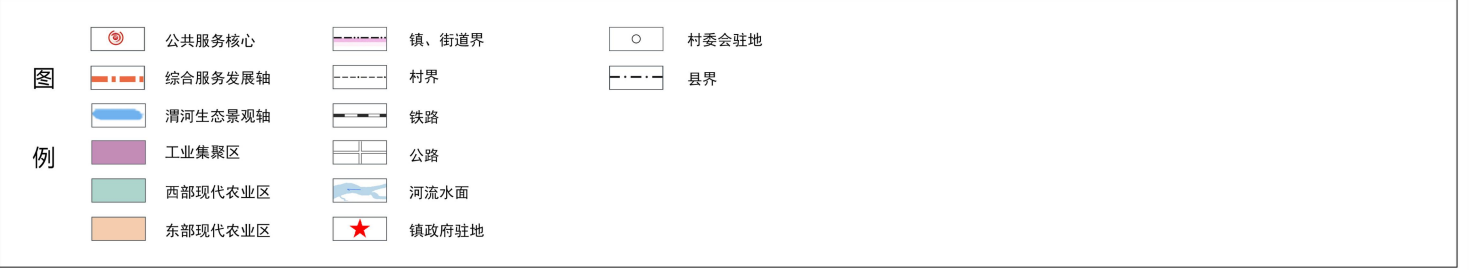 图
例
公共服务核心
综合服务发展轴
渭河生态景观轴
工业集聚区
西部现代农业区
东部现代农业区
镇、街道界
村界
铁路
公路
河流水面
镇政府驻地
村委会驻地
县界